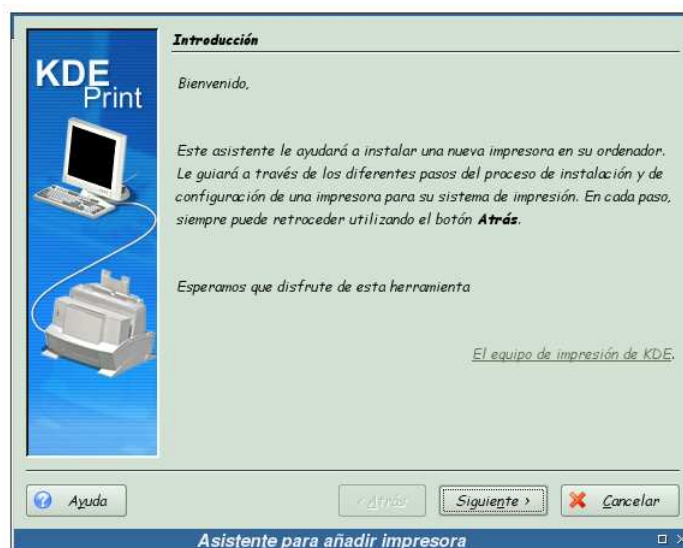 KDE
Print
Introducción
Bienvenido,
Este asistente le ayudará a instalar una nueva impresora en su ordenador.
Le guiará a través de los diferentes pasos del proceso de instalación y de
configuración de una impresora para su sistema de impresión. En cada paso,
siempre puede retroceder utilizando el botón Atrás.
Esperamos que disfrute de esta herramienta
El equipo de impresión de KDE.
Ayuda
< Atrás
Siguiente >
Cancelar
Asistente para añadir impresora